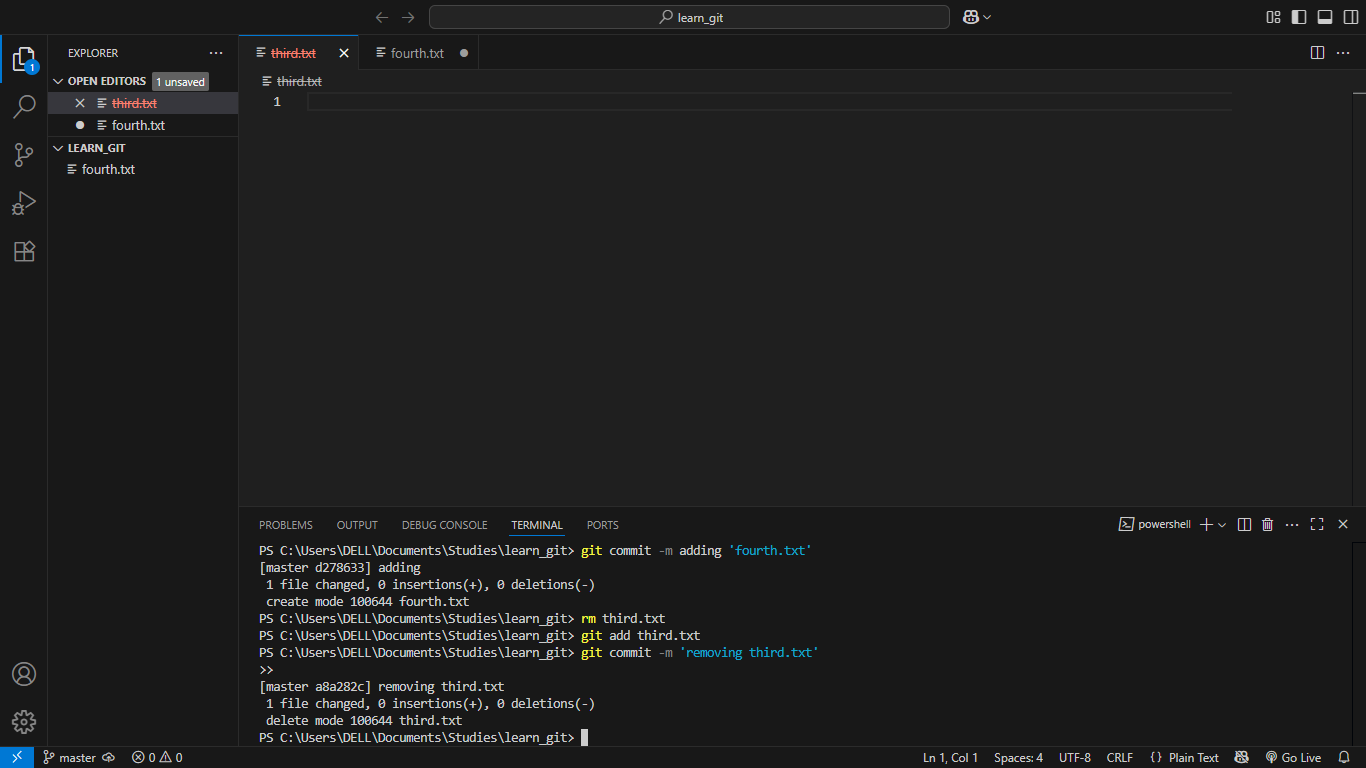 learn_git
EXPLORER
OPEN EDITORS 1 unsaved
third.txt
fourth.txt
LEARN_GIT
fourth.txt
1
third.txt
fourth.txt
third.txt
1
PROBLEMS OUTPUT DEBUG CONSOLE TERMINAL PORTS
powershell
PS C:\Users\DELL\Documents\Studies\learn_git> git commit -m adding 'fourth.txt'
[master d278633] adding
1 file changed, 0 insertions(+), 0 deletions(-)
create mode 100644 fourth.txt
PS C:\Users\DELL\Documents\Studies\learn_git> rm third.txt
PS C:\Users\DELL\Documents\Studies\learn_git> git add third.txt
PS C:\Users\DELL\Documents\Studies\learn_git> git commit -m 'removing third.txt'
>>
[master a8a282c] removing third.txt
1 file changed, 0 insertions(+), 0 deletions(-)
delete mode 100644 third.txt
PS C:\Users\DELL\Documents\Studies\learn_git>
master 0 0 Ln 1, Col 1 Spaces: 4 UTF-8 CRLF {} Plain Text Go Live